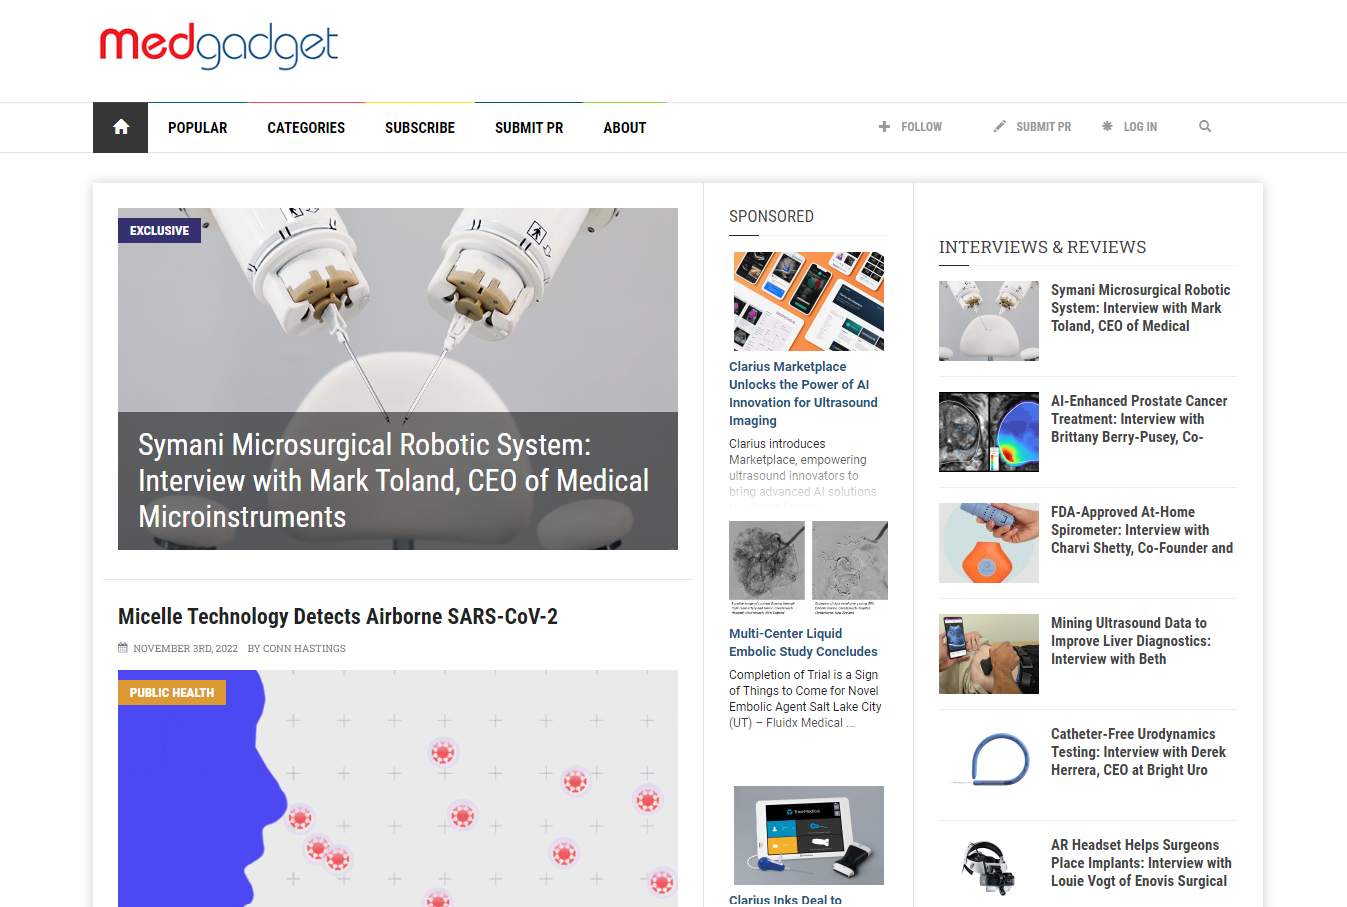 medgadget
POPULAR
CATEGORIES
SUBSCRIBE
SUBMIT PR
ABOUT
FOLLOW
SUBMIT PR
LOG IN
EXCLUSIVE
Symani Microsurgical Robotic System:
Interview with Mark Toland, CEO of Medical
Microinstruments
Micelle Technology Detects Airborne SARS-CoV-2
NOVEMBER 3RD, 2022 BY CONN HASTINGS
PUBLIC HEALTH
SPONSORED
Clarius Marketplace
Unlocks the Power of AI
Innovation for Ultrasound
Imaging
Clarius introduces
Marketplace, empowering
ultrasound innovators to
bring advanced AI solutions
Multi-Center Liquid
Embolic Study Concludes
Completion of Trial is a Sign
of Things to Come for Novel
Embolic Agent Salt Lake City
(UT) – Fluidx Medical ...
Clarius Inks Deal to
INTERVIEWS & REVIEWS
Symani Microsurgical Robotic
System: Interview with Mark
Toland, CEO of Medical
AI-Enhanced Prostate Cancer
Treatment: Interview with
Brittany Berry-Pusey, Co-
FDA-Approved At-Home
Spirometer: Interview with
Charvi Shetty, Co-Founder and
Mining Ultrasound Data to
Improve Liver Diagnostics:
Interview with Beth
Catheter-Free Urodynamics
Testing: Interview with Derek
Herrera, CEO at Bright Uro
AR Headset Helps Surgeons
Place Implants: Interview with
Louie Vogt of Enovis Surgical